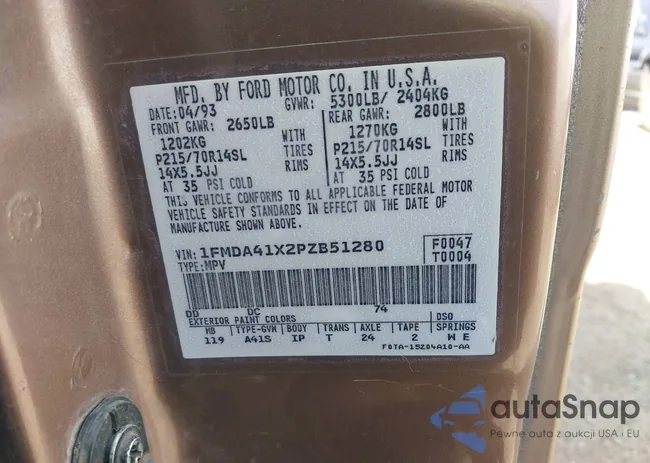 MFD. BY FORD MOTOR CO. IN U.S.A.
DATE: 04/93 GVWR: 5300LB/ 2404KG
FRONT GAWR: 2650LB REAR GAWR: 2800LB
1202KG WITH 1270KG WITH
P215/70R14SL TIRES P215/70R14SL TIRES
14X5.5JJ RIMS 14X5.5JJ RIMS
AT 35 PSI COLD AT 35 PSI COLD
THIS VEHICLE CONFORMS TO ALL APPLICABLE FEDERAL MOTOR
VEHICLE SAFETY STANDARDS IN EFFECT ON THE DATE OF
MANUFACTURE SHOWN ABOVE.
VIN: 1FMDA41X2PZB51280 F0047
TYPE: MPV T0004
DD DC 74
EXTERIOR PAINT COLORS DSO
WB TYPE-GVW BODY TRANS AXLE TAPE SPRINGS
119 A41S IP T 24 2 W E
F0TA-15204A10-AA
autaSnap
Pewne auta z aukcji USA i EU